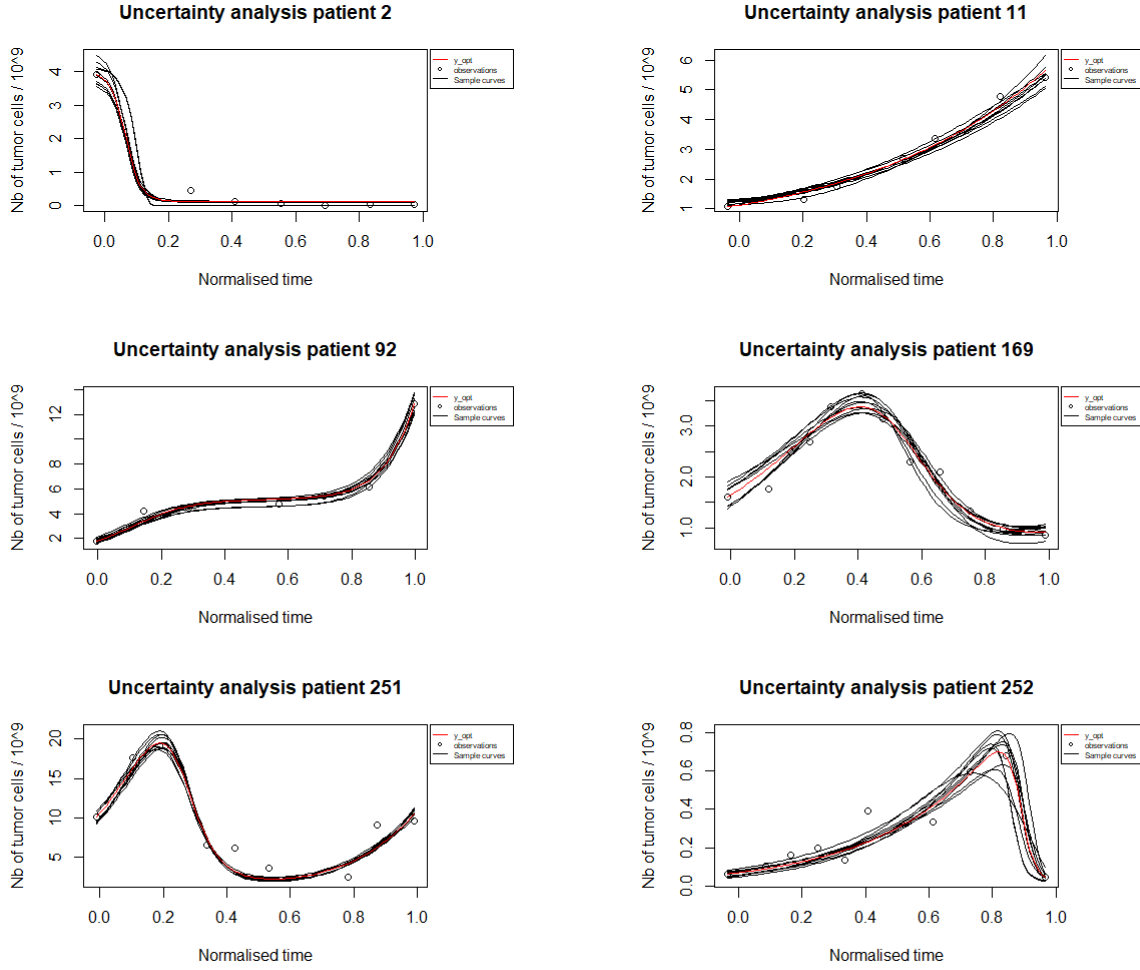 Uncertainty analysis patient 2
Nb of tumor cells / 10^9
4
3
2
1
0
0.0 0.2 0.4 0.6 0.8 1.0
Normalised time
y_opt
observations
Sample curves
Uncertainty analysis patient 11
Nb of tumor cells / 10^9
6
5
4
3
2
1
0.0 0.2 0.4 0.6 0.8 1.0
Normalised time
y_opt
observations
Sample curves
Uncertainty analysis patient 92
Nb of tumor cells / 10^9
12
8
6
4
2
0.0 0.2 0.4 0.6 0.8 1.0
Normalised time
y_opt
observations
Sample curves
Uncertainty analysis patient 169
Nb of tumor cells / 10^9
3.0
2.0
1.0
0.0 0.2 0.4 0.6 0.8 1.0
Normalised time
y_opt
observations
Sample curves
Uncertainty analysis patient 251
Nb of tumor cells / 10^9
20
15
10
5
0.0 0.2 0.4 0.6 0.8 1.0
Normalised time
y_opt
observations
Sample curves
Uncertainty analysis patient 252
Nb of tumor cells / 10^9
0.8
0.6
0.4
0.2
0.0
0.0 0.2 0.4 0.6 0.8 1.0
Normalised time
y_opt
observations
Sample curves